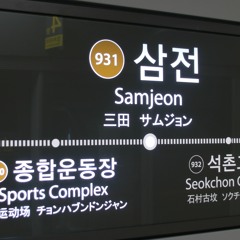 931 삼전
Samjeon
三田 サムジョン
종합운동장
Sports Complex
运动场 チョンハプンドンジャン
932 석촌
Seokchon
石村古坟 ソクチ